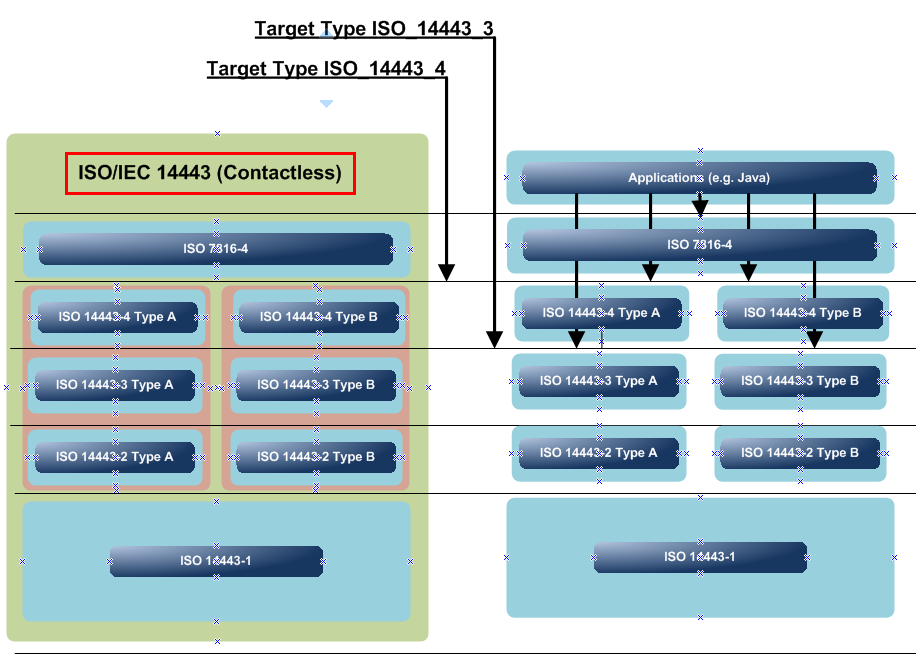 Target Type ISO_14443_3
Target Type ISO_14443_4
ISO/IEC 14443 (Contactless)
Applications (e.g. Java)
ISO 7816-4
ISO 7816-4
ISO 14443-4 Type A
ISO 14443-4 Type B
ISO 14443-4 Type A
ISO 14443-4 Type B
ISO 14443-3 Type A
ISO 14443-3 Type B
ISO 14443-3 Type A
ISO 14443-3 Type B
ISO 14443-2 Type A
ISO 14443-2 Type B
ISO 14443-2 Type A
ISO 14443-2 Type B
ISO 14443-1
ISO 14443-1